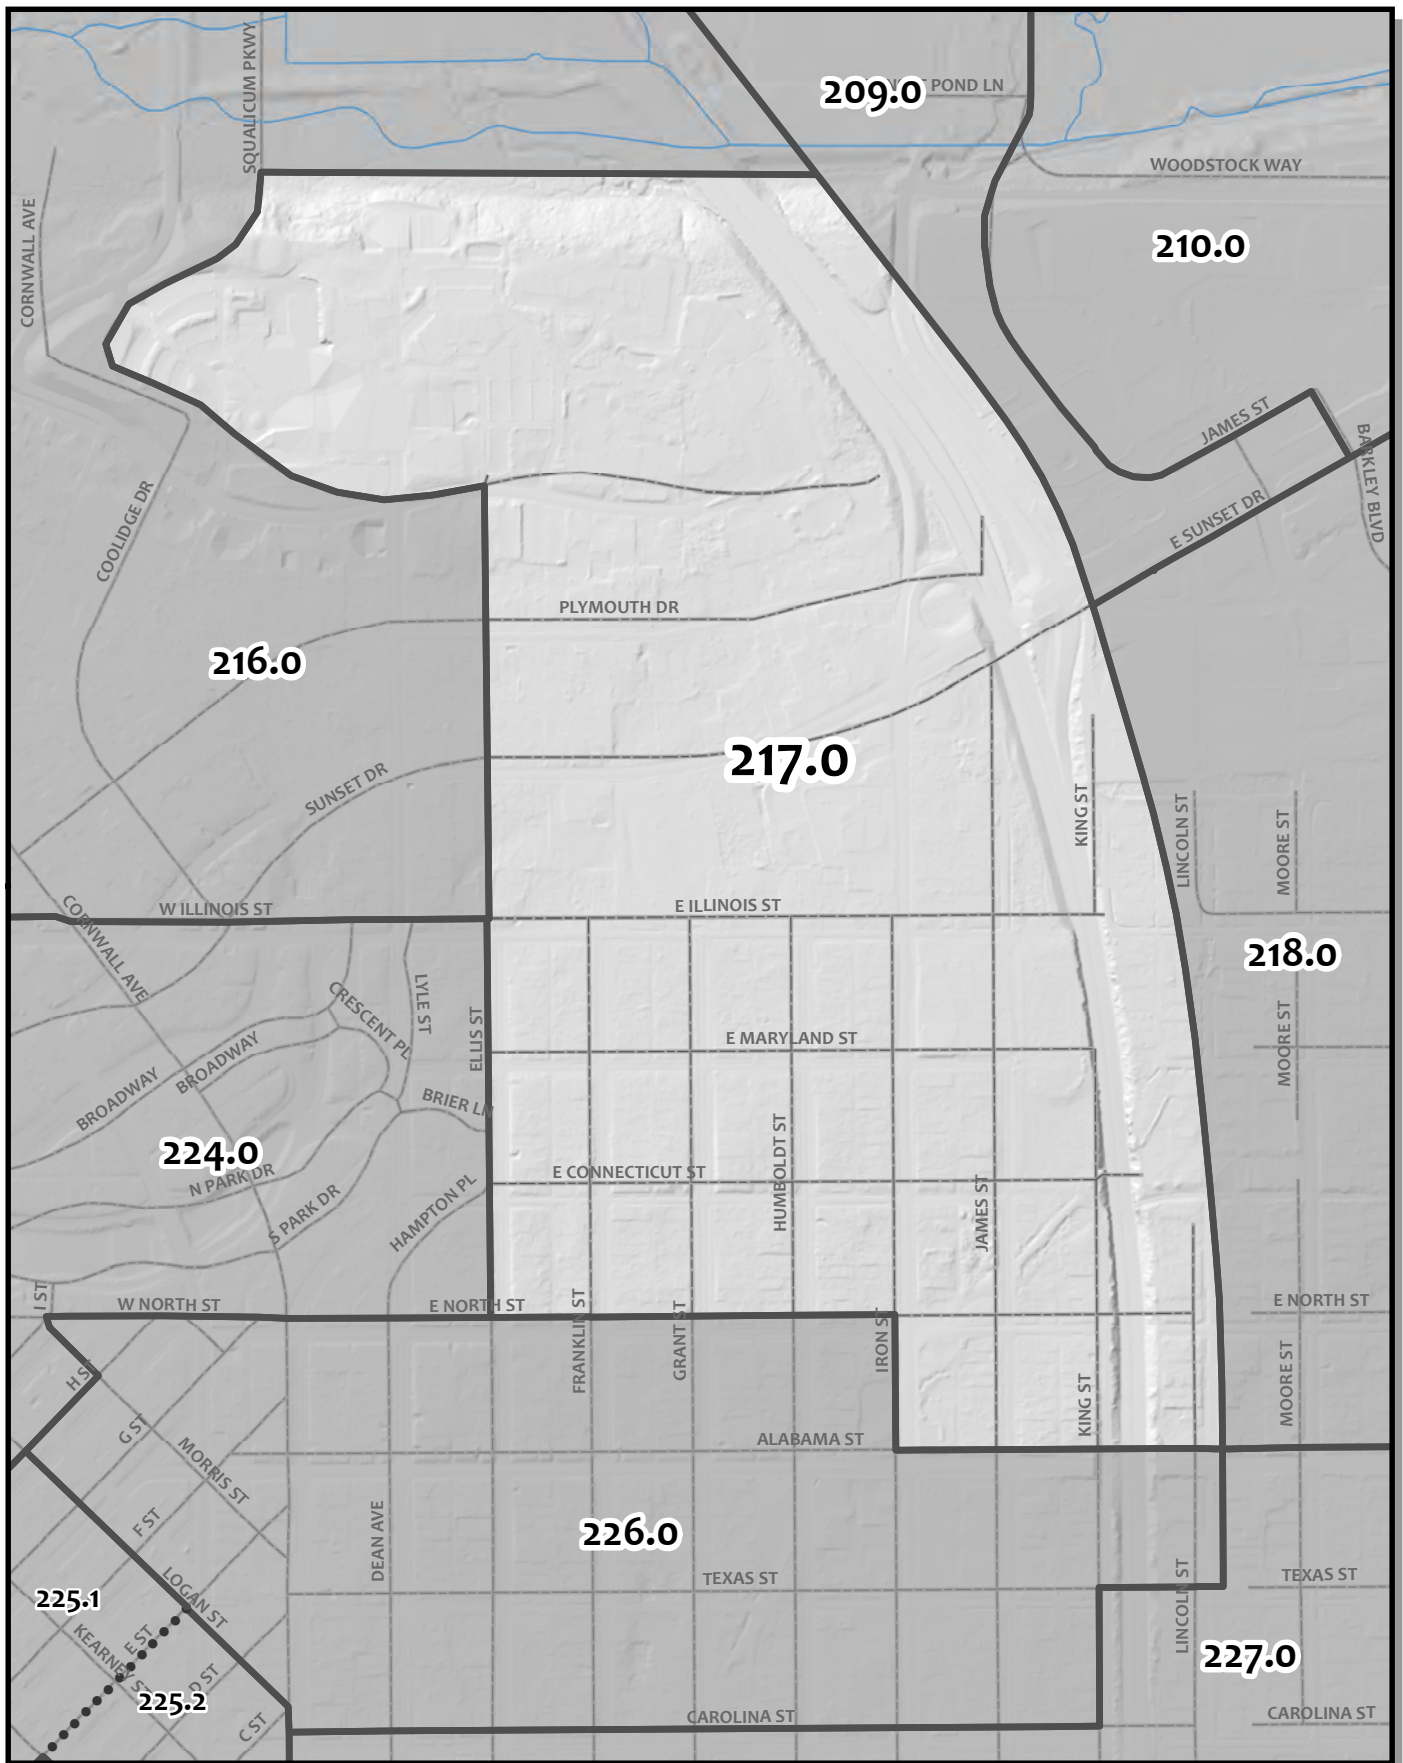 SQUALICUM PKWY
209.0
POND LN
WOODSTOCK WAY
CORNWALL AVE
210.0
JAMES ST
BARKLEY BLVD
E SUNSET DR
COOLIDGE DR
PLYMOUTH DR
216.0
217.0
SUNSET DR
KING ST
LINCOLN ST
MOORE ST
W ILLINOIS ST
E ILLINOIS ST
CORNWALL AVE
218.0
LYLE ST
CRESCENT PL
ELLIS ST
E MARYLAND ST
MOORE ST
BROADWAY
BROADWAY
BRIER LN
224.0
HUMBOLDT ST
E CONNECTICUT ST
N PARK DR
S PARK DR
HAMPTON PL
JAMES ST
I ST
W NORTH ST
E NORTH ST
E NORTH ST
FRANKLIN ST
GRANT ST
IRON ST
H ST
KING ST
MOORE ST
G ST
ALABAMA ST
MORRIS ST
F ST
DEAN AVE
226.0
TEXAS ST
TEXAS ST
LOGAN ST
225.1
LINCOLN ST
E ST
KEARNEY ST
227.0
D ST
225.2
C ST
CAROLINA ST
CAROLINA ST